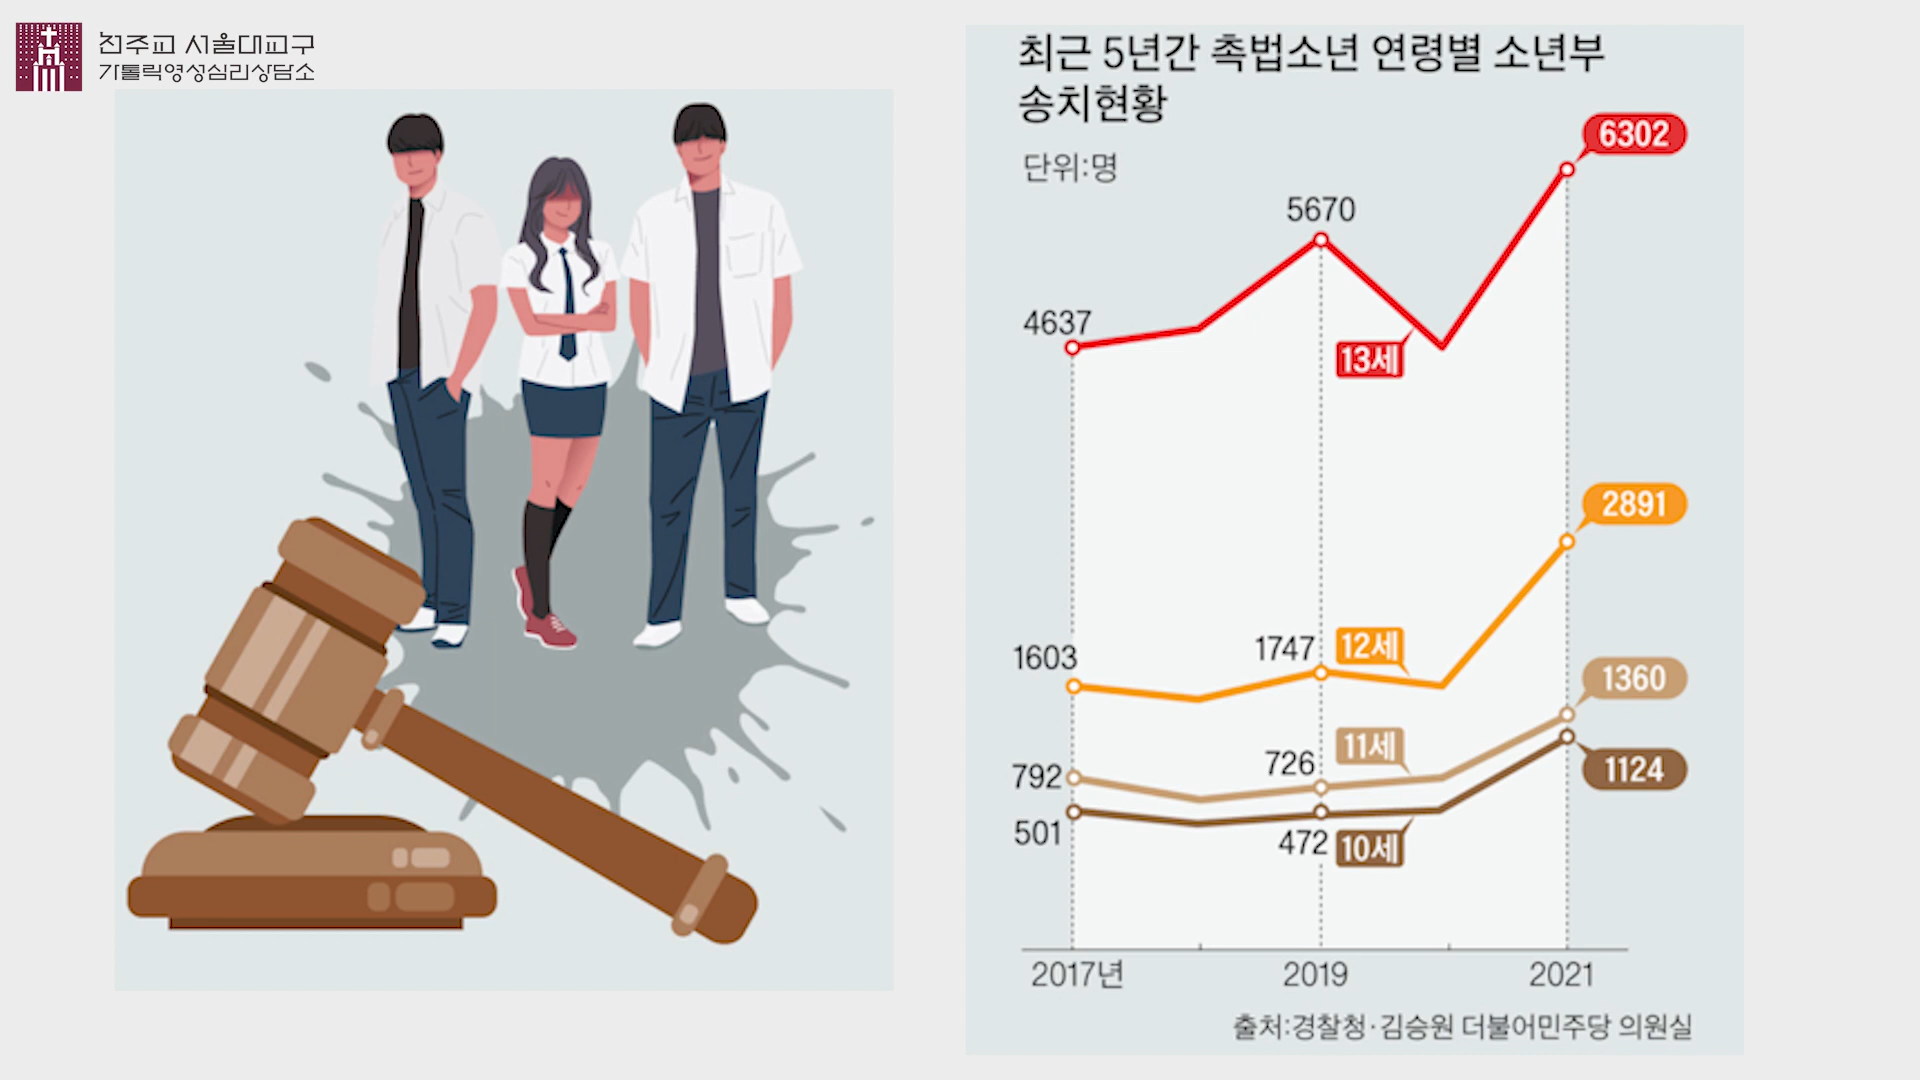 천주교 서울대교구
가톨릭영성심리상담소
최근 5년간 촉법소년 연령별 소년부
송치현황
단위:명
6302
5670
4637
13세
2891
1603
1747
12세
1360
792
726
11세
1124
501
472
10세
2017년
2019
2021
출처:경찰청·김승원 더불어민주당 의원실